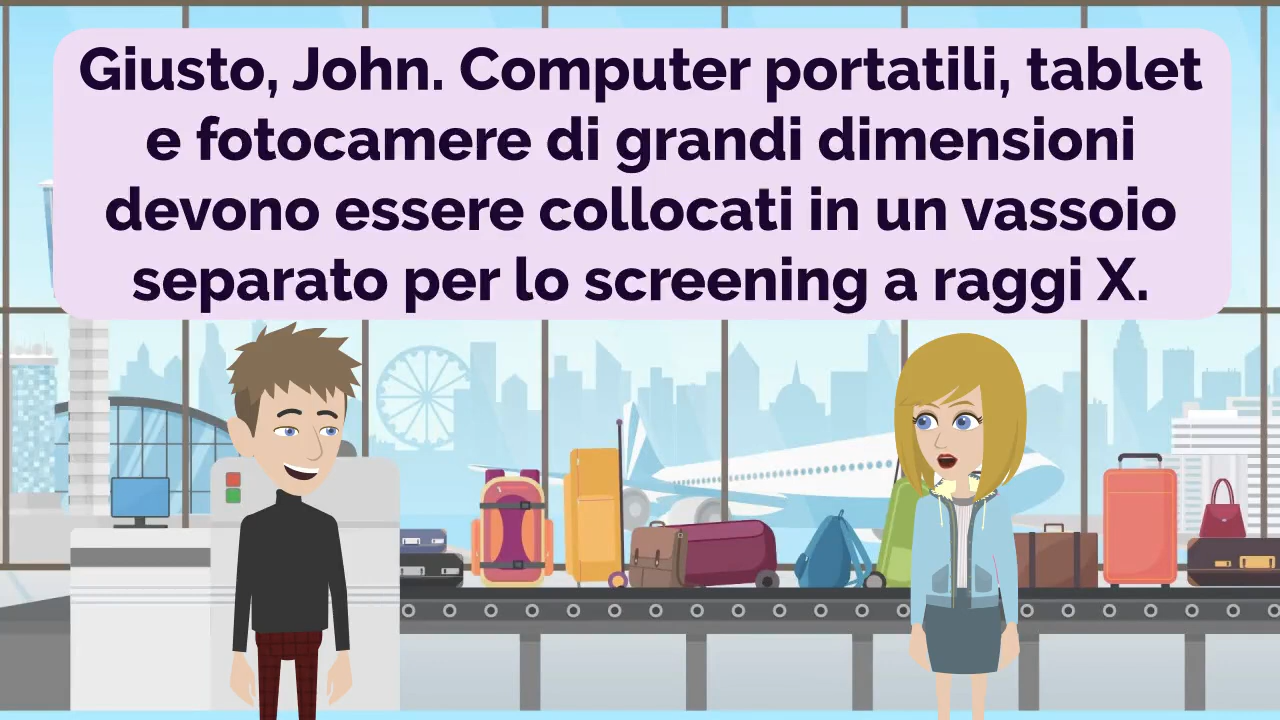 Giusto, John. Computer portatili, tablet
e fotocamere di grandi dimensioni
devono essere collocati in un vassoio
separato per lo screening a raggi X.